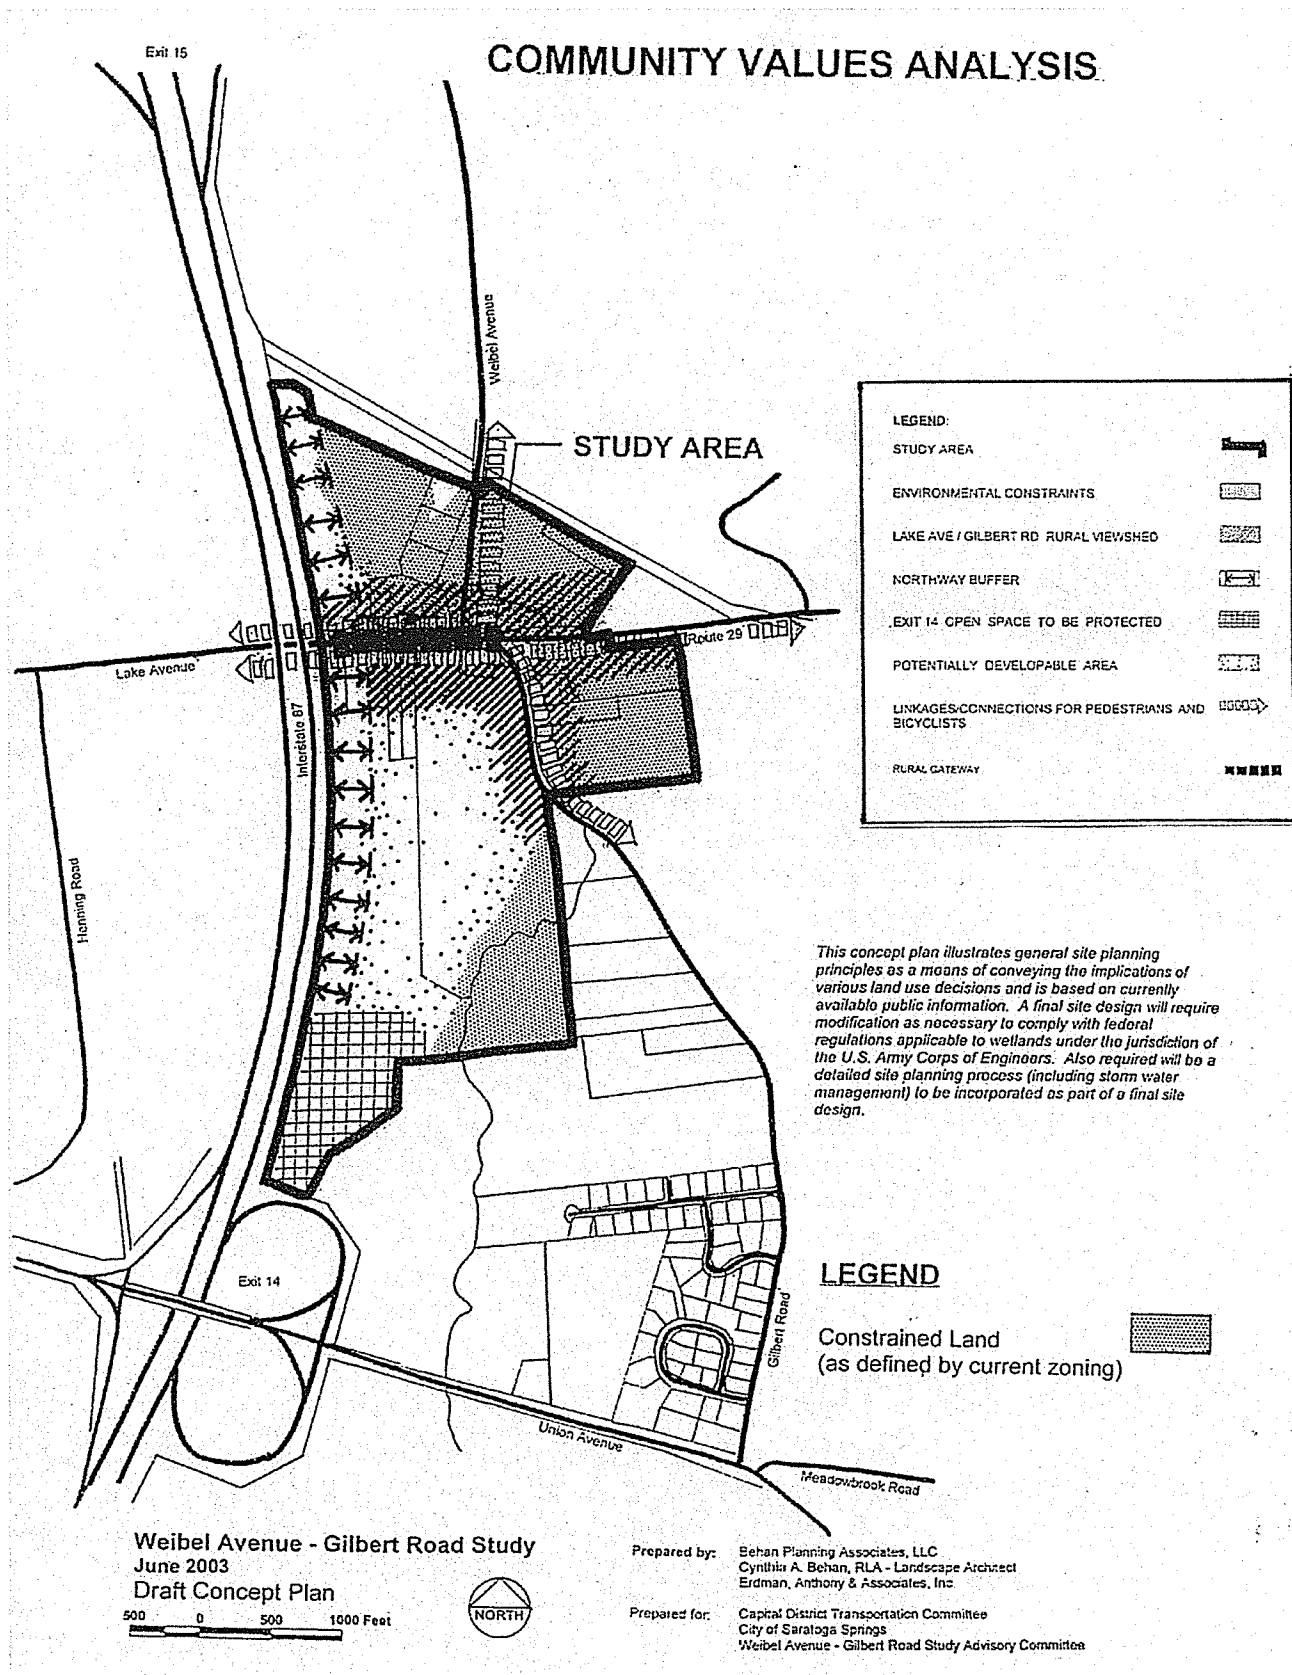 COMMUNITY VALUES ANALYSIS
Exit 15
Weibel Avenue
STUDY AREA
LEGEND:
STUDY AREA
ENVIRONMENTAL CONSTRAINTS
LAKE AVE / GILBERT RD RURAL VIEWSHED
NORTHWAY BUFFER
EXIT 14 OPEN SPACE TO BE PROTECTED
POTENTIALLY DEVELOPABLE AREA
LINKAGES/CONNECTIONS FOR PEDESTRIANS AND
BICYCLISTS
RURAL GATEWAY
Route 29
Lake Avenue
Interstate 87
Henning Road
This concept plan illustrates general site planning
principles as a means of conveying the implications of
various land use decisions and is based on currently
available public information. A final site design will require
modification as necessary to comply with federal
regulations applicable to wetlands under the jurisdiction of
the U.S. Army Corps of Engineers. Also required will be a
detailed site planning process (including storm water
management) to be incorporated as part of a final site
design.
Exit 14
Gilbert Road
LEGEND
Constrained Land
(as defined by current zoning)
Union Avenue
Meadowbrook Road
Weibel Avenue - Gilbert Road Study
June 2003
Draft Concept Plan
500 0 500 1000 Feet
NORTH
Prepared by: Behan Planning Associates, LLC
Cynthia A. Behan, RLA - Landscape Architect
Erdman, Anthony & Associates, Inc.
Prepared for: Capital District Transportation Committee
City of Saratoga Springs
Weibel Avenue - Gilbert Road Study Advisory Committee